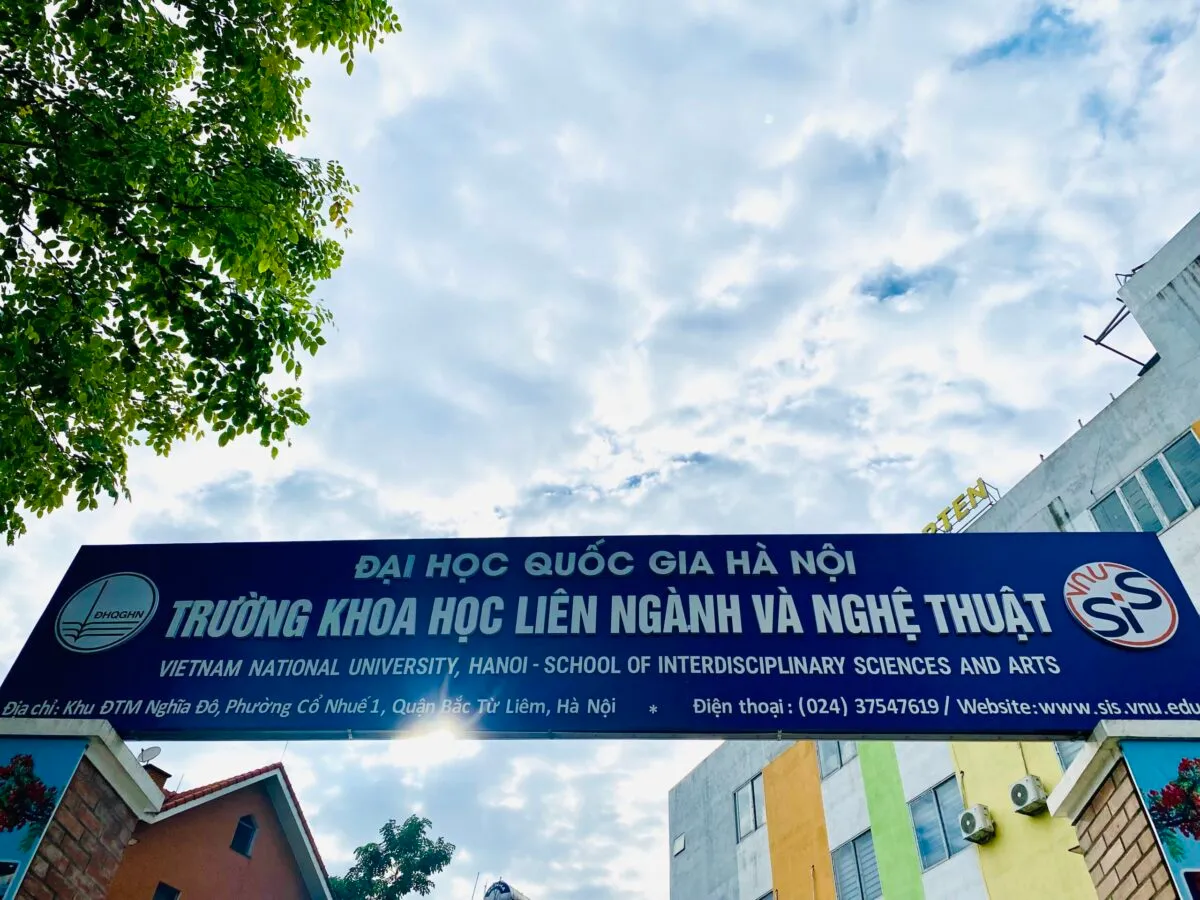 RTEN
ĐẠI HỌC QUỐC GIA HÀ NỘI
ĐHQGHN
TRƯỜNG KHOA HỌC LIÊN NGÀNH VÀ NGHỆ THUẬT
VNU
SIS
VIETNAM NATIONAL UNIVERSITY, HANOI - SCHOOL OF INTERDISCIPLINARY SCIENCES AND ARTS
Địa chỉ: Khu ĐTM Nghĩa Đô, Phường Cổ Nhuế 1, Quận Bắc Từ Liêm, Hà Nội * Điện thoại : (024) 37547619 / Website: www.sis.vnu.edu